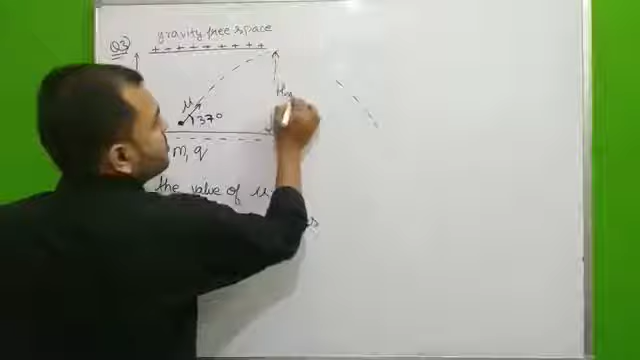 Q3) gravity free space
+ + + + + + + + +
u
37°
m, q
the value of u